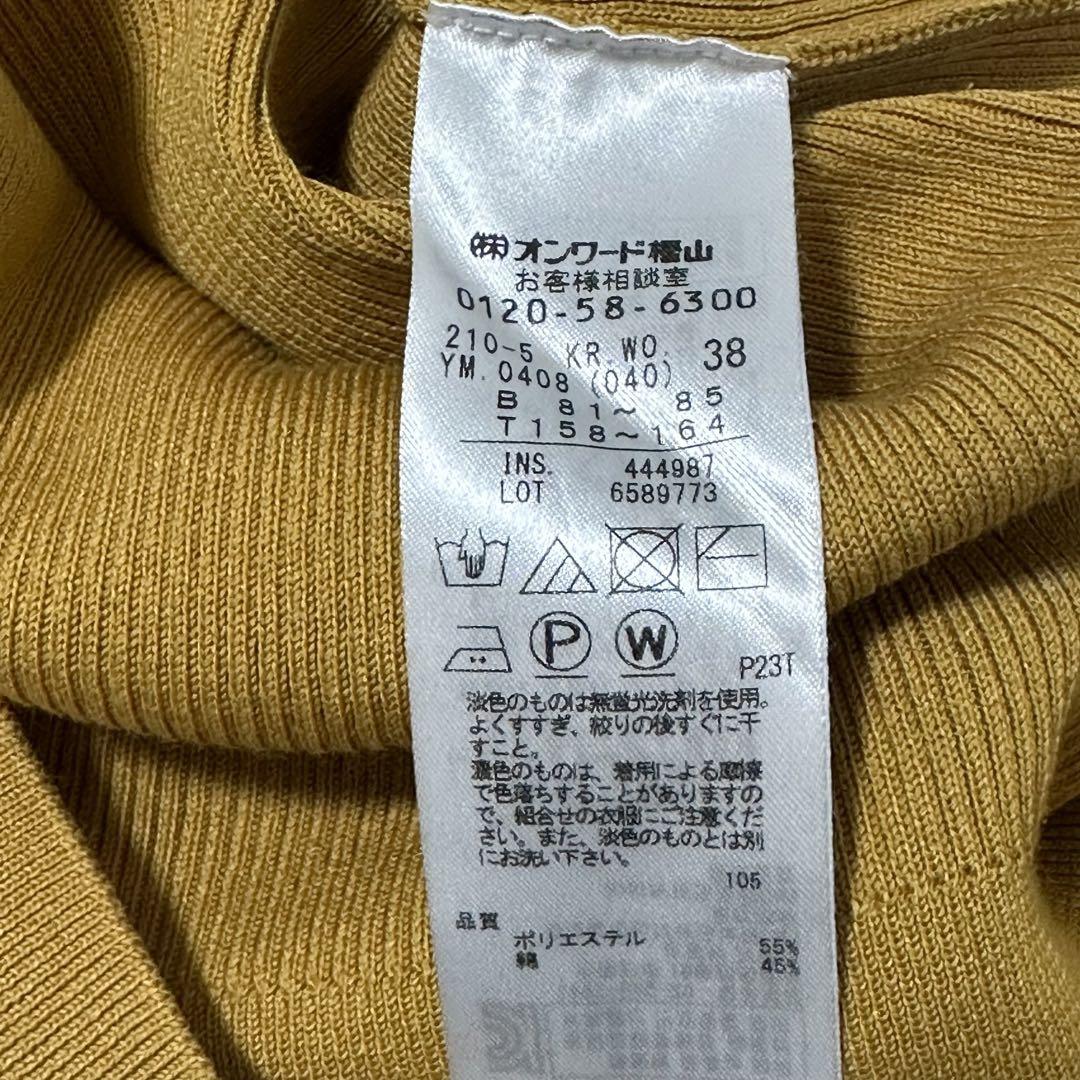 ㈱オンワード樫山
お客様相談室
0120-58-6300
210-5 KR.WO. 38
YM.0408 (040)
B 81～ 85
T158～164
INS. 444987
LOT 6589773
P W
P23T
淡色のものは無蛍光洗剤を使用。
よくすすぎ、絞りの後すぐに干
すこと。
濃色のものは、着用による摩擦
で色落ちすることがありますの
で、組合せの衣服にご注意くだ
さい。また、淡色のものとは別
にお洗い下さい。
105
品質
ポリエステル 55%
綿 45%